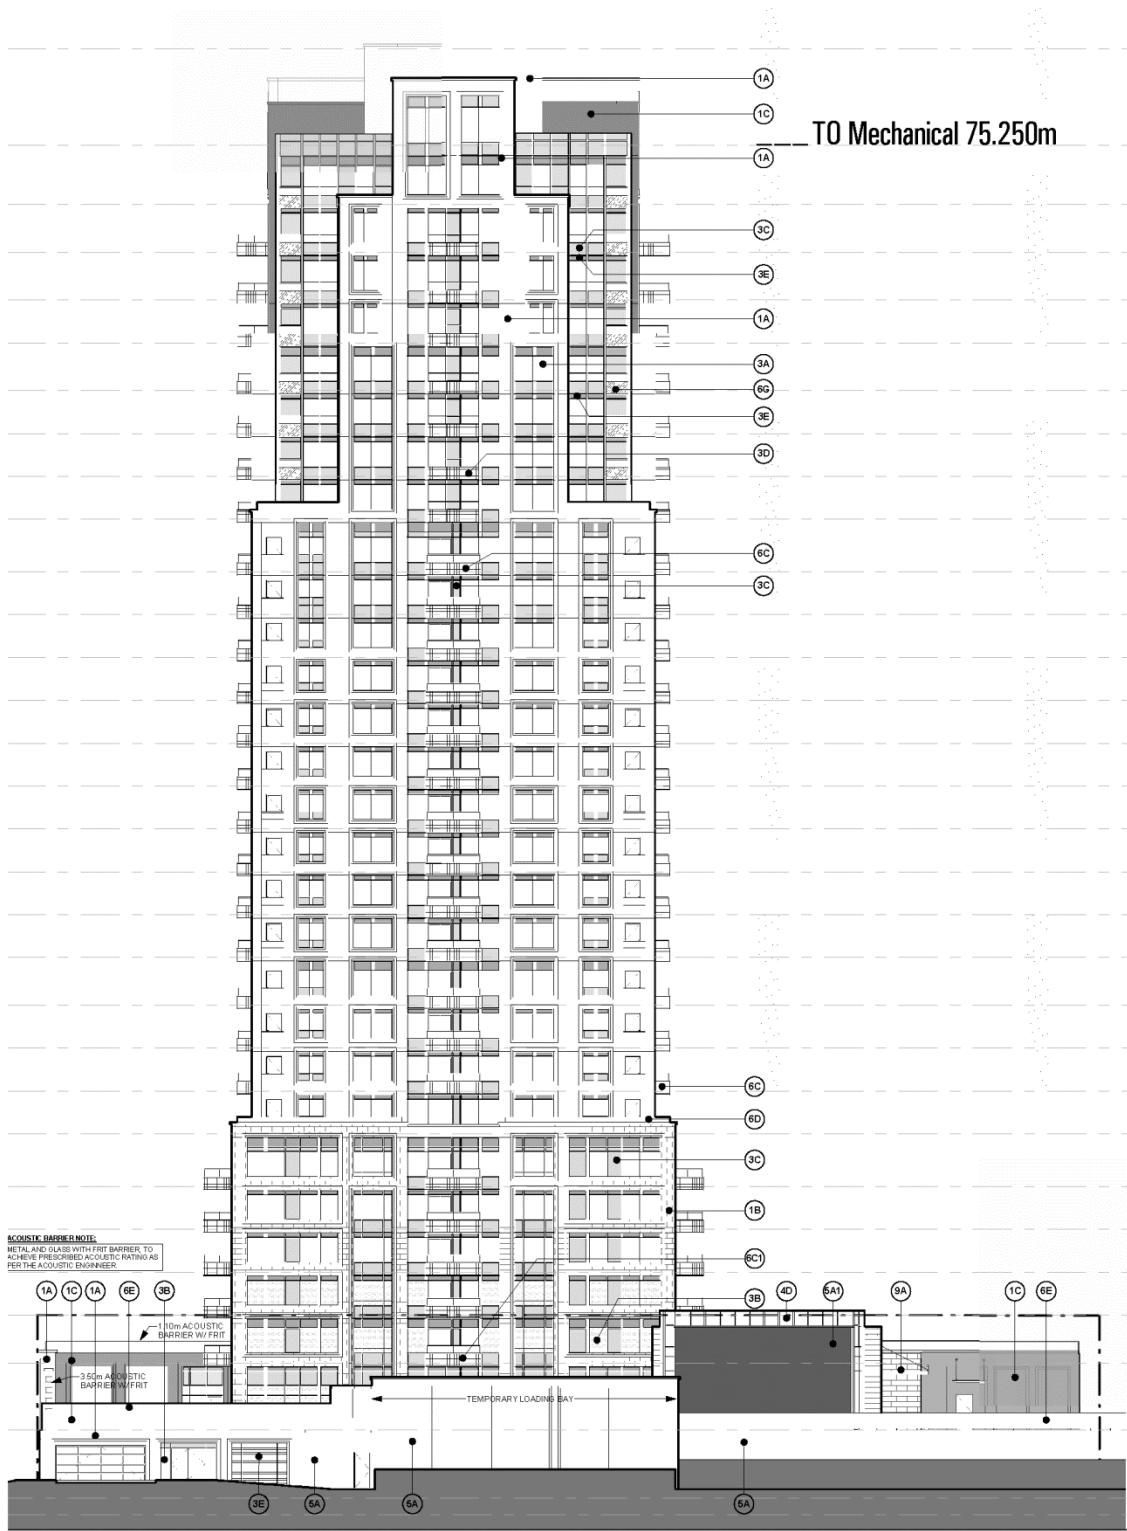 1A
1C
TO Mechanical 75.250m
1A
3C
3E
1A
3A
6G
3E
3D
6C
3C
6C
6D
3C
1B
6C1
ACOUSTIC BARRIER NOTE:
METAL AND GLASS WITH FRIT BARRIER, TO
ACHIEVE PRESCRIBED ACOUSTIC RATING AS
PER THE ACOUSTIC ENGINNEER.
1A 1C 1A 6E 3B 3B 4D 5A1 9A 1C 6E
1.10m ACOUSTIC
BARRIER W/ FRIT
3.50m ACOUSTIC
BARRIER W/ FRIT
TEMPORARY LOADING BAY
3E 5A 5A 5A